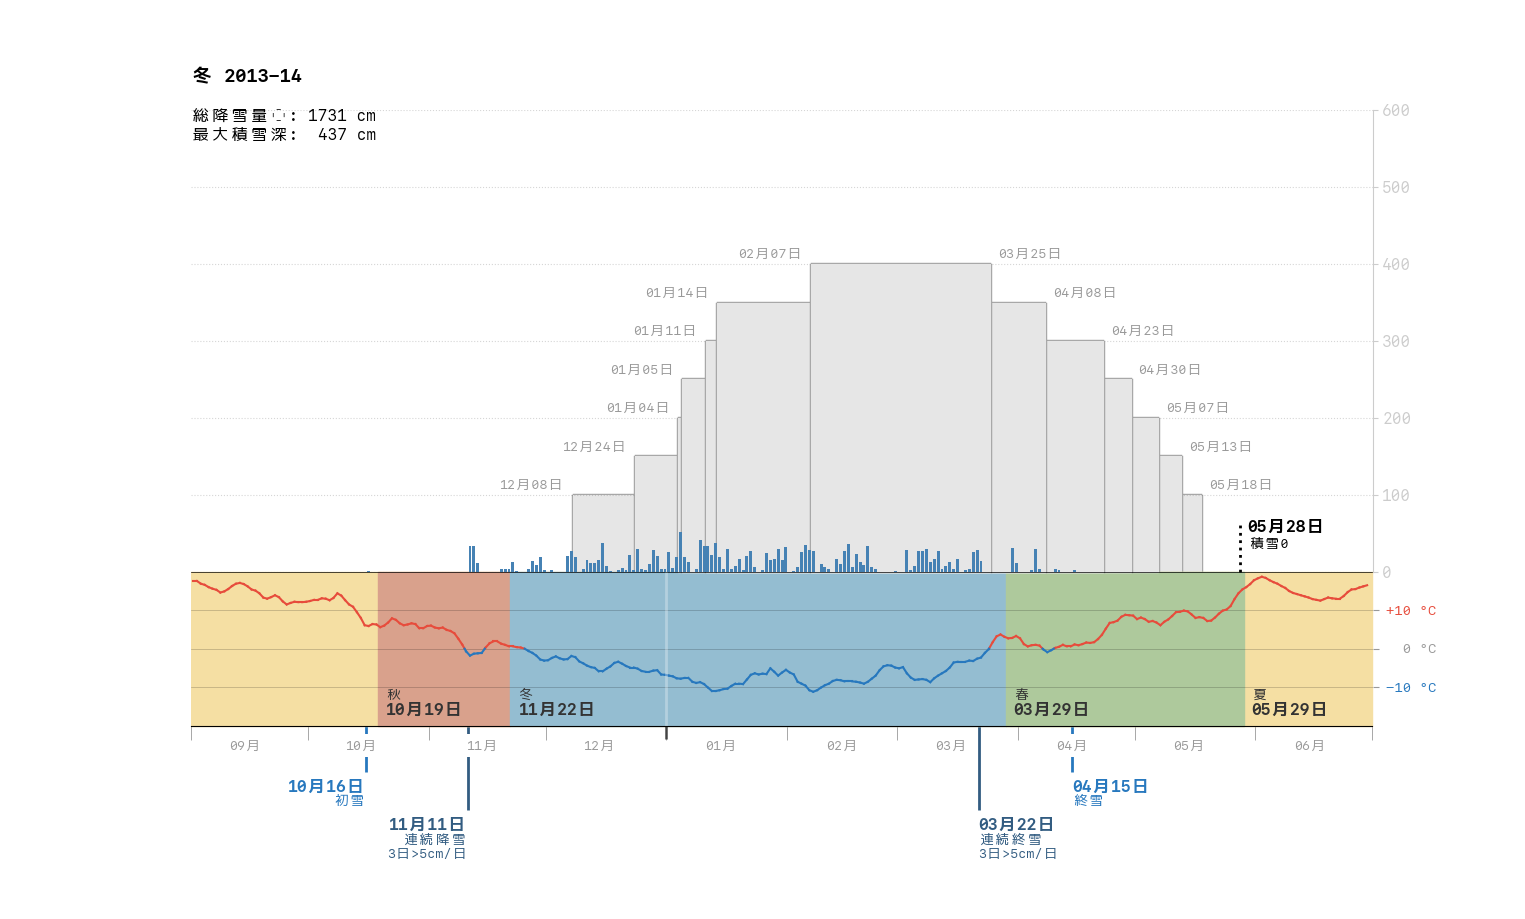 冬 2013−14
総降雪量: 1731 cm
最大積雪深: 437 cm
600
500
400
300
200
100
0
02月07日
03月25日
01月14日
04月08日
01月11日
04月23日
01月05日
04月30日
01月04日
05月07日
12月24日
05月13日
12月08日
05月18日
05月28日
積雪0
+10 °C
0 °C
−10 °C
秋
10月19日
冬
11月22日
春
03月29日
夏
05月29日
09月
10月
11月
12月
01月
02月
03月
04月
05月
06月
10月16日
初雪
04月15日
終雪
11月11日
連続降雪
3日>5cm/日
03月22日
連続終雪
3日>5cm/日